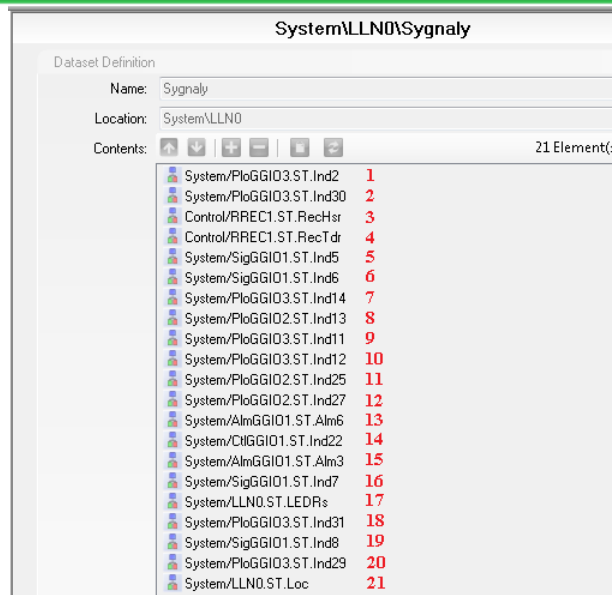 System\LLN0\Sygnaly
Dataset Definition
Name: Sygnaly
Location: System\LLN0
Contents: 21 Element(
System/PloGGIO3.ST.Ind2 1
System/PloGGIO3.ST.Ind30 2
Control/RREC1.ST.RecHsr 3
Control/RREC1.ST.RecTdr 4
System/SigGGIO1.ST.Ind5 5
System/SigGGIO1.ST.Ind6 6
System/PloGGIO3.ST.Ind14 7
System/PloGGIO2.ST.Ind13 8
System/PloGGIO3.ST.Ind11 9
System/PloGGIO3.ST.Ind12 10
System/PloGGIO2.ST.Ind25 11
System/PloGGIO2.ST.Ind27 12
System/AlmGGIO1.ST.Alm6 13
System/CtlGGIO1.ST.Ind22 14
System/AlmGGIO1.ST.Alm3 15
System/SigGGIO1.ST.Ind7 16
System/LLN0.ST.LEDRs 17
System/PloGGIO3.ST.Ind31 18
System/SigGGIO1.ST.Ind8 19
System/PloGGIO3.ST.Ind29 20
System/LLN0.ST.Loc 21